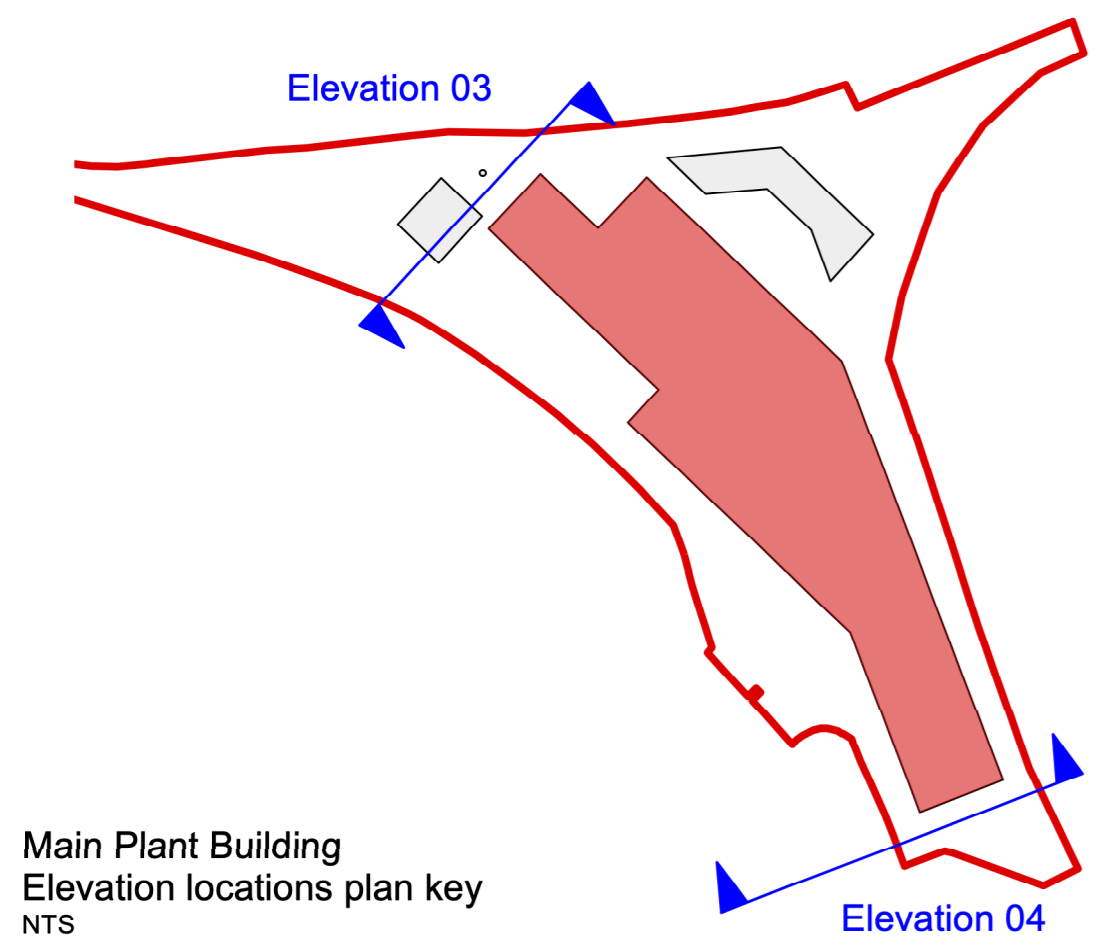 Elevation 03
Main Plant Building
Elevation locations plan key
NTS
Elevation 04